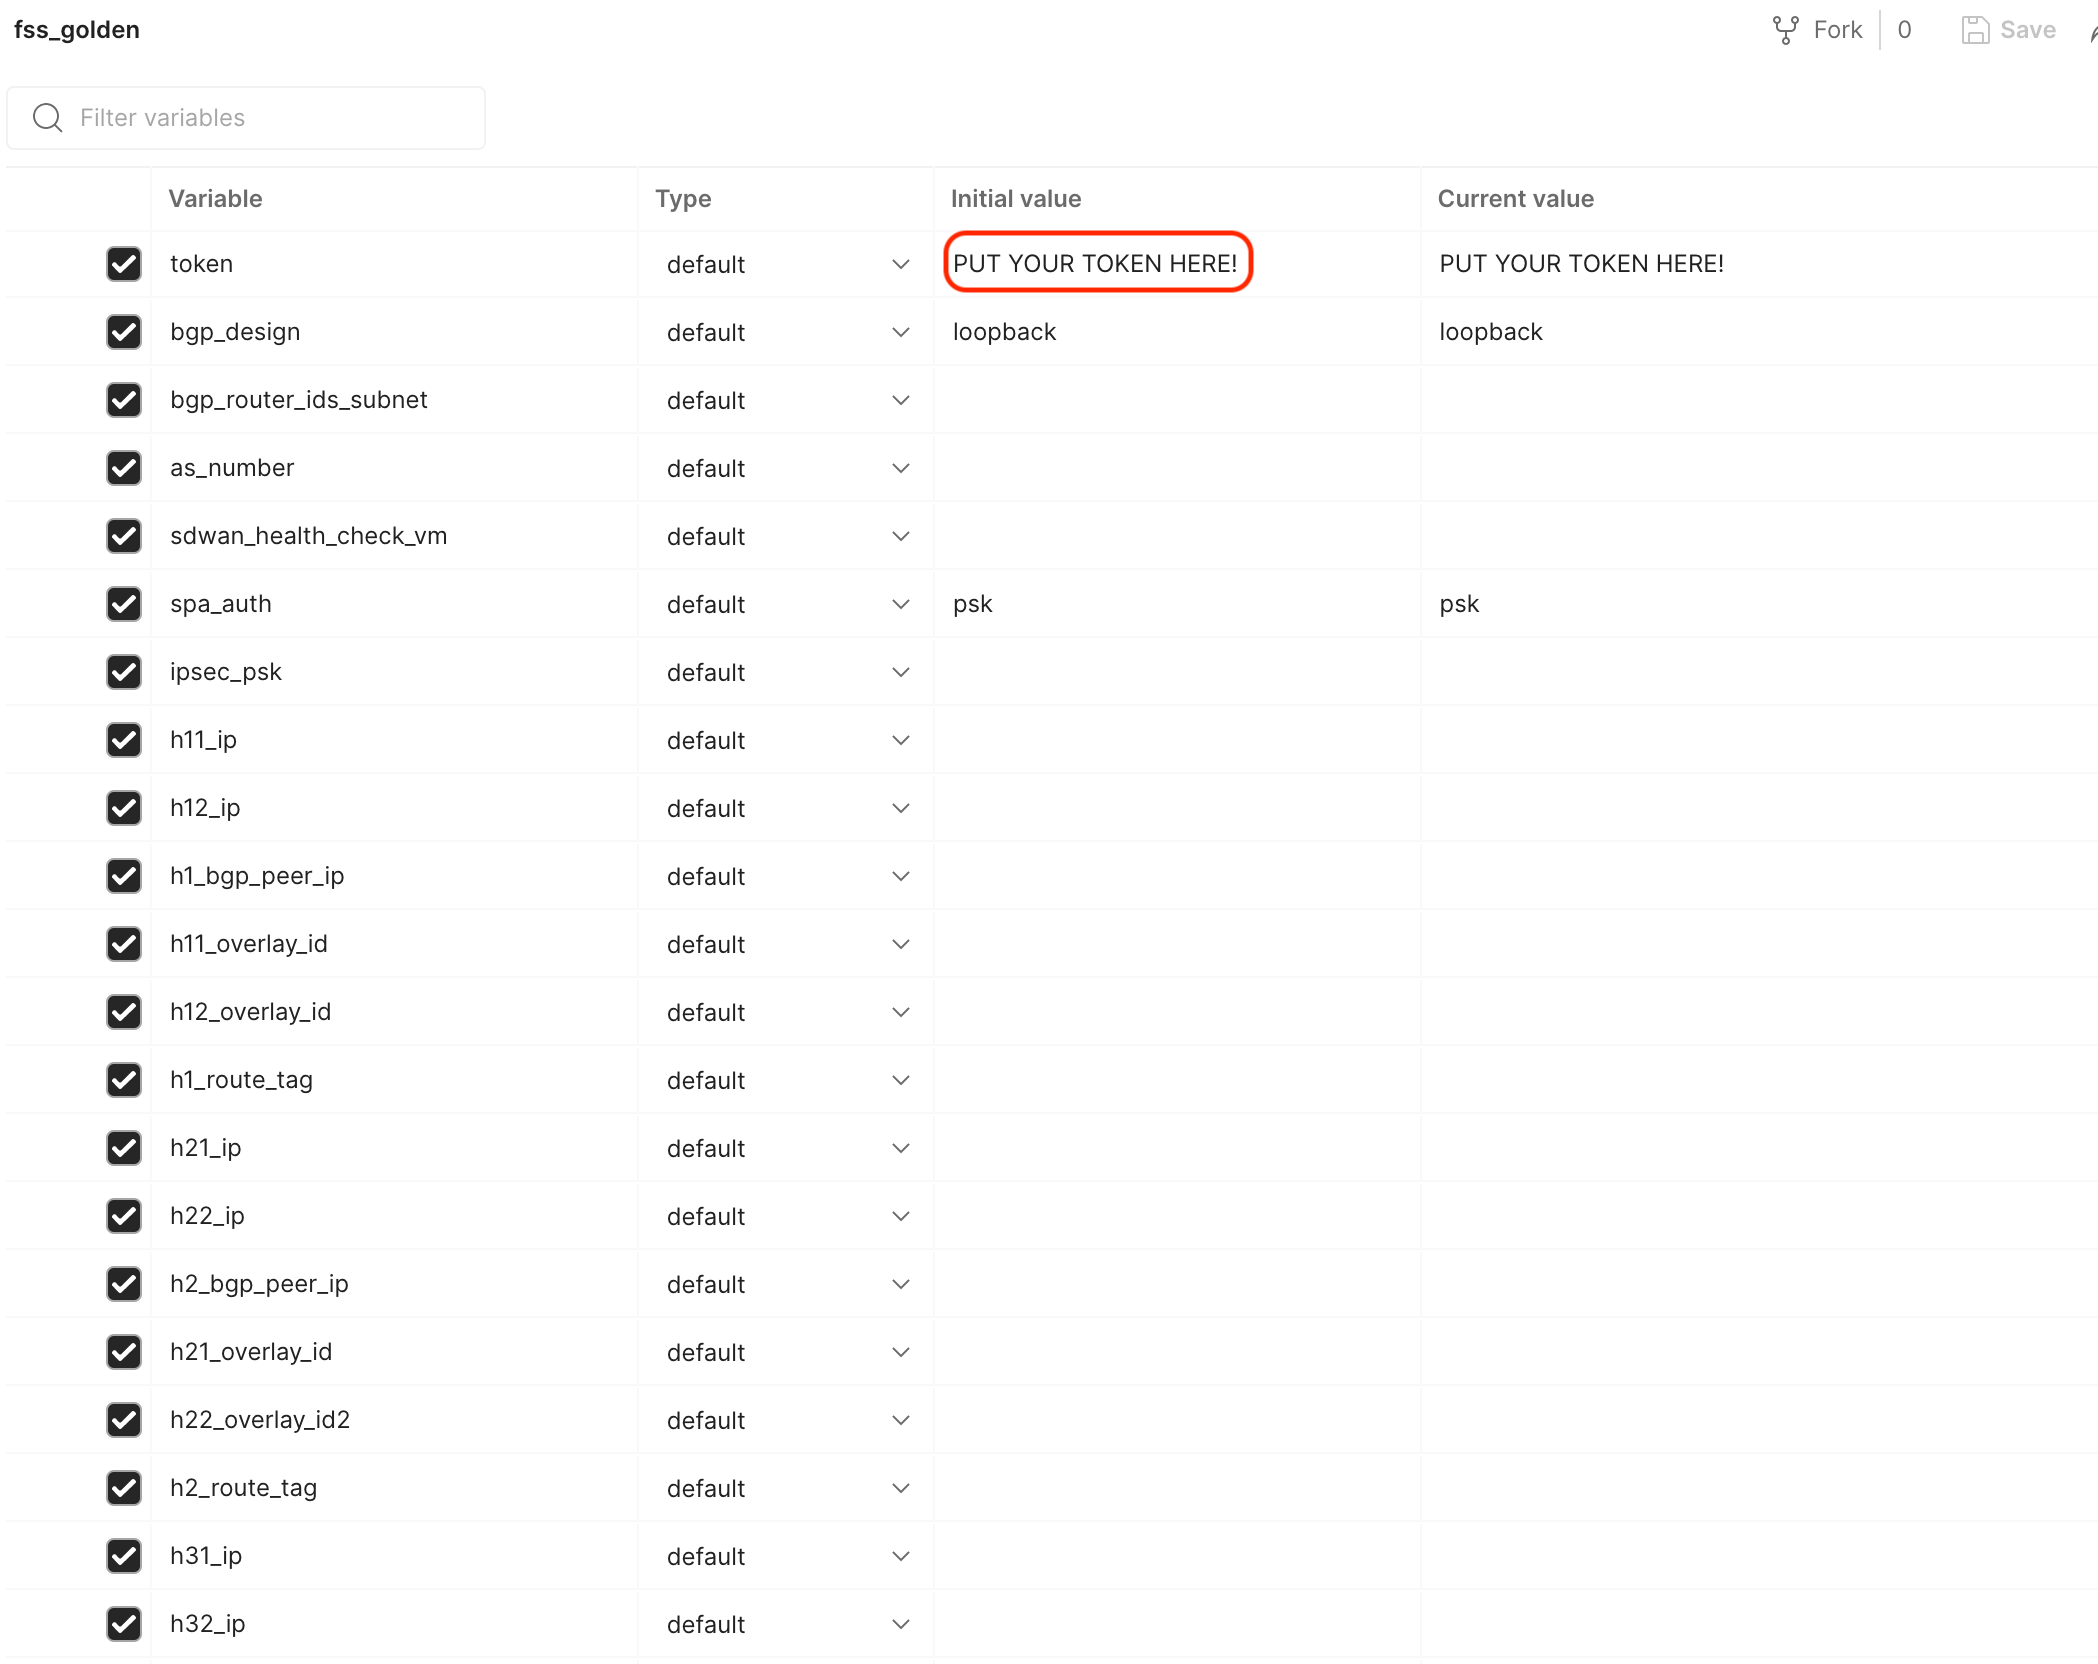 fss_golden
Fork 0 Save
Filter variables
Variable Type Initial value Current value
token default PUT YOUR TOKEN HERE! PUT YOUR TOKEN HERE!
bgp_design default loopback loopback
bgp_router_ids_subnet default
as_number default
sdwan_health_check_vm default
spa_auth default psk psk
ipsec_psk default
h11_ip default
h12_ip default
h1_bgp_peer_ip default
h11_overlay_id default
h12_overlay_id default
h1_route_tag default
h21_ip default
h22_ip default
h2_bgp_peer_ip default
h21_overlay_id default
h22_overlay_id2 default
h2_route_tag default
h31_ip default
h32_ip default